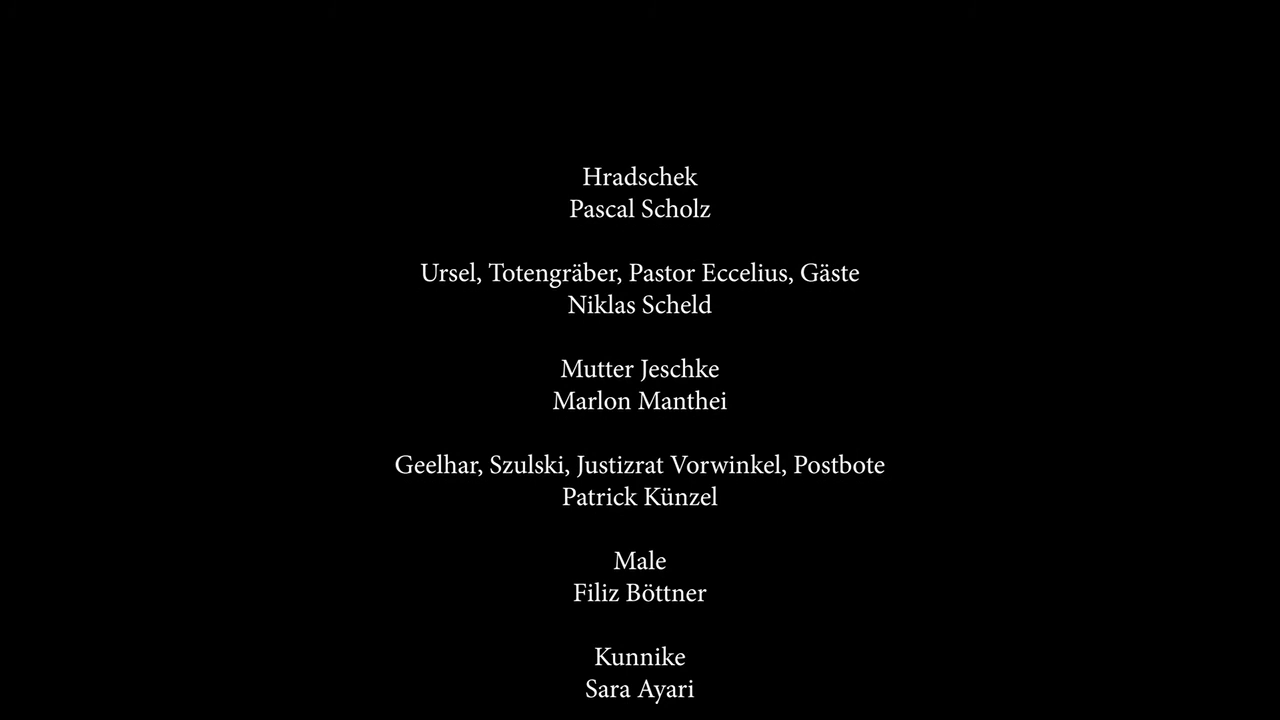 Hradschek
Pascal Scholz
Ursel, Totengräber, Pastor Eccelius, Gäste
Niklas Scheld
Mutter Jeschke
Marlon Manthei
Geelhar, Szulski, Justizrat Vorwinkel, Postbote
Patrick Künzel
Male
Filiz Böttner
Kunnike
Sara Ayari